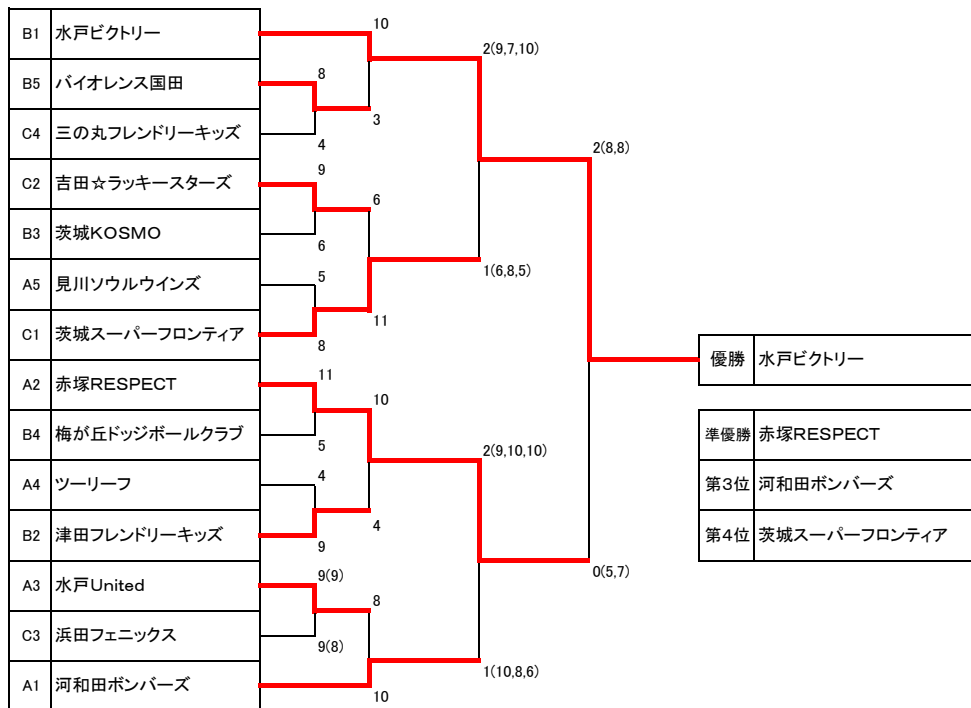 B1 水戸ビクトリー
B5 バイオレンス国田
C4 三の丸フレンドリーキッズ
C2 吉田☆ラッキースターズ
B3 茨城KOSMO
A5 見川ソウルウインズ
C1 茨城スーパーフロンティア
A2 赤塚RESPECT
B4 梅が丘ドッジボールクラブ
A4 ツーリーフ
B2 津田フレンドリーキッズ
A3 水戸United
C3 浜田フェニックス
A1 河和田ボンバーズ
8
4
9
6
5
8
11
5
4
9
9(9)
9(8)
10
3
6
11
10
4
8
10
2(9,7,10)
1(6,8,5)
2(9,10,10)
1(10,8,6)
2(8,8)
0(5,7)
優勝 水戸ビクトリー
準優勝 赤塚RESPECT
第3位 河和田ボンバーズ
第4位 茨城スーパーフロンティア